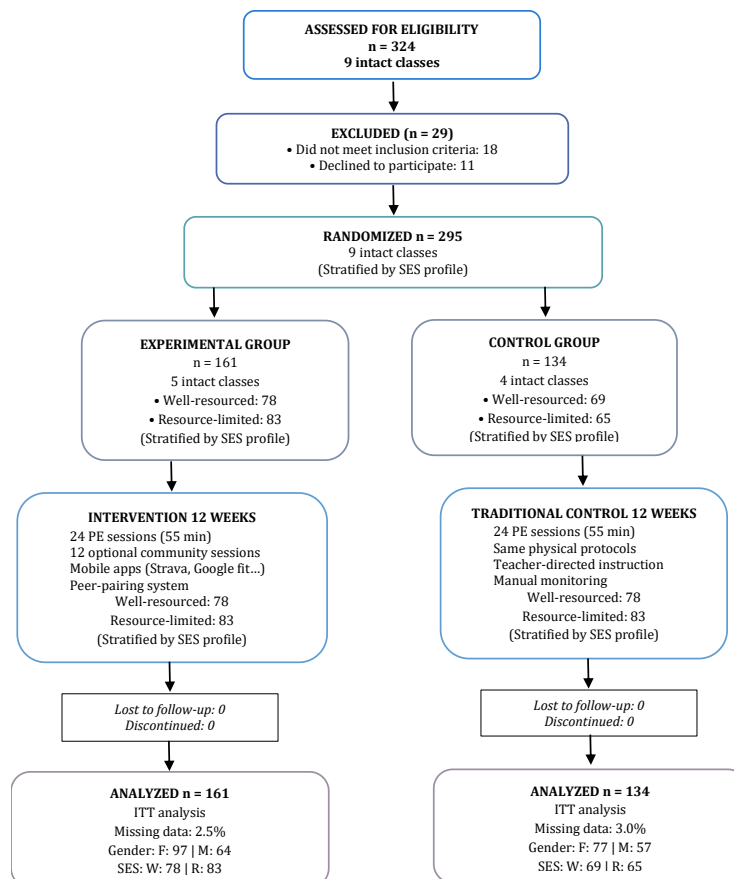 ASSESSED FOR ELIGIBILITY
n = 324
9 intact classes
EXCLUDED (n = 29)
• Did not meet inclusion criteria: 18
• Declined to participate: 11
RANDOMIZED n = 295
9 intact classes
(Stratified by SES profile)
EXPERIMENTAL GROUP
n = 161
5 intact classes
• Well-resourced: 78
• Resource-limited: 83
(Stratified by SES profile)
CONTROL GROUP
n = 134
4 intact classes
• Well-resourced: 69
• Resource-limited: 65
(Stratified by SES profile)
INTERVENTION 12 WEEKS
24 PE sessions (55 min)
12 optional community sessions
Mobile apps (Strava, Google fit…)
Peer-pairing system
Well-resourced: 78
Resource-limited: 83
(Stratified by SES profile)
TRADITIONAL CONTROL 12 WEEKS
24 PE sessions (55 min)
Same physical protocols
Teacher-directed instruction
Manual monitoring
Well-resourced: 78
Resource-limited: 83
(Stratified by SES profile)
Lost to follow-up: 0
Discontinued: 0
Lost to follow-up: 0
Discontinued: 0
ANALYZED n = 161
ITT analysis
Missing data: 2.5%
Gender: F: 97 | M: 64
SES: W: 78 | R: 83
ANALYZED n = 134
ITT analysis
Missing data: 3.0%
Gender: F: 77 | M: 57
SES: W: 69 | R: 65